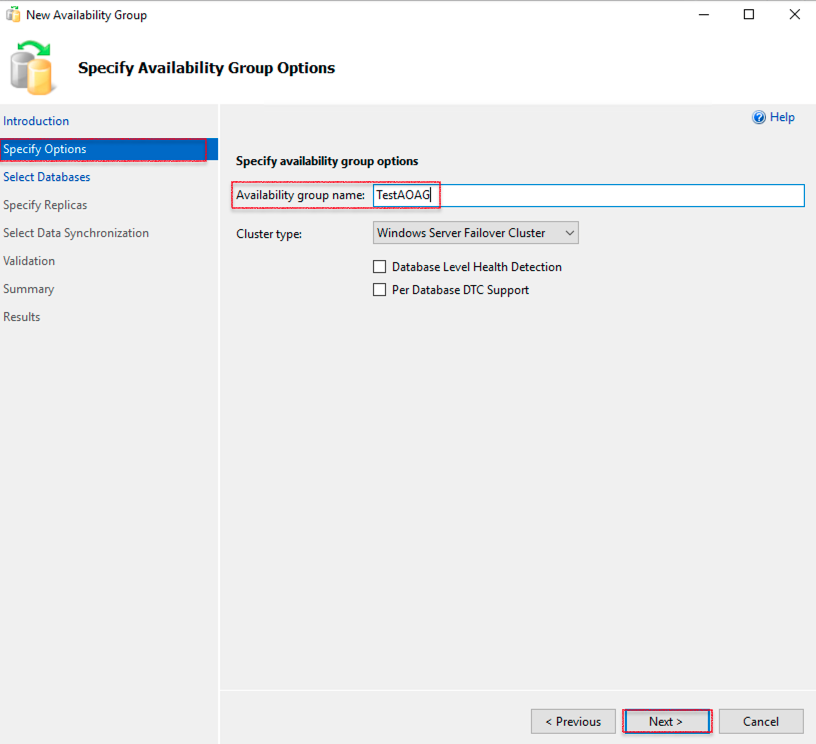 New Availability Group
Specify Availability Group Options
Introduction
Specify Options
Select Databases
Specify Replicas
Select Data Synchronization
Validation
Summary
Results
Help
Specify availability group options
Availability group name: TestAOAG
Cluster type: Windows Server Failover Cluster
Database Level Health Detection
Per Database DTC Support
< Previous Next > Cancel